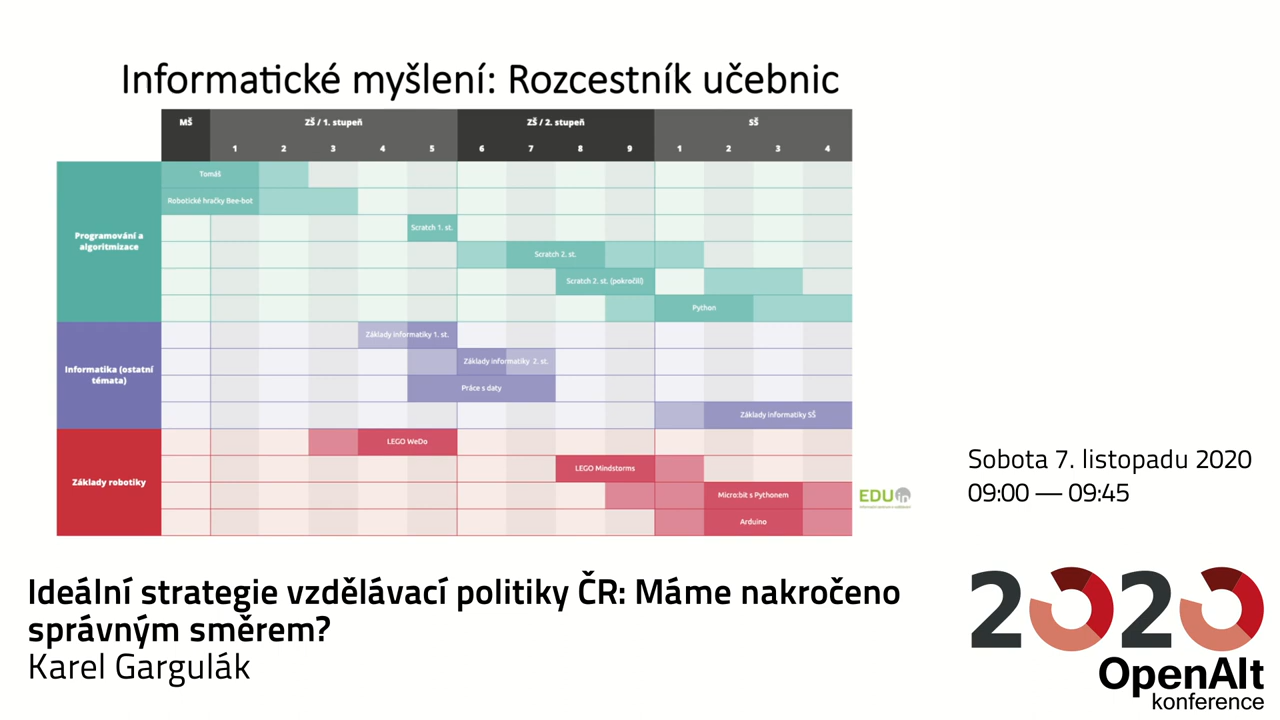 Informatické myšlení: Rozcestník učebnic
MŠ ZŠ / 1. stupeň ZŠ / 2. stupeň SŠ
1 2 3 4 5 6 7 8 9 1 2 3 4
Programování a
algoritmizace
Tomáš
Robotické hračky Bee-bot
Scratch 1. st.
Scratch 2. st.
Scratch 2. st. (pokročilí)
Python
Informatika (ostatní
témata)
Základy informatiky 1. st.
Základy informatiky 2. st.
Práce s daty
Základy informatiky SŠ
Základy robotiky
LEGO WeDo
LEGO Mindstorms
Micro:bit s Pythonem
Arduino
EDUin
Sobota 7. listopadu 2020
09:00 — 09:45
Ideální strategie vzdělávací politiky ČR: Máme nakročeno
správným směrem?
Karel Gargulák
2020
OpenAlt
konference